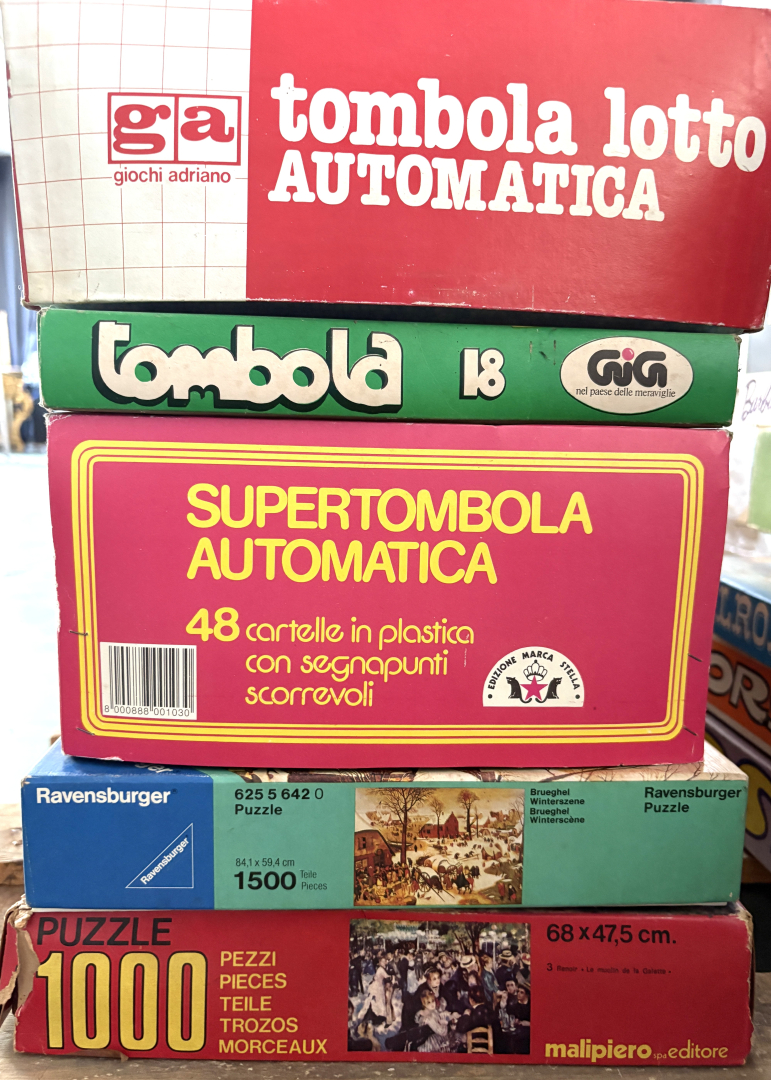 ga
giochi adriano
tombola lotto
AUTOMATICA
tombola 18
GiG
nel paese delle meraviglie
SUPERTOMBOLA
AUTOMATICA
48 cartelle in plastica
con segnapunti
scorrevoli
8 000888 001030
• EDIZIONE MARCA STELLA •
Ravensburger®
Ravensburger
625 5 642 0
Puzzle
84,1 x 59,4 cm
1500 Teile
Pieces
Brueghel
Winterszene
Brueghel
Winterscène
Ravensburger
Puzzle
PUZZLE
1000
PEZZI
PIECES
TEILE
TROZOS
MORCEAUX
68 x 47,5 cm.
3 Renoir « Le moulin de la Galette »
malipiero spa editore